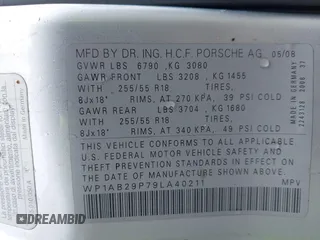 MFD BY DR. ING. H.C.F. PORSCHE AG 05/08
GVWR LBS 6790 , KG 3080
GAWR FRONT LBS 3208 , KG 1455
WITH 255/55 R18 TIRES,
8Jx18" RIMS, AT 270 KPA, 39 PSI COLD
GAWR REAR LBS 3704 , KG 1680
WITH 255/55 R18 TIRES,
8Jx18" RIMS, AT 340 KPA, 49 PSI COLD
THIS VEHICLE CONFORMS TO ALL APPLICABLE
U.S. FEDERAL MOTOR VEHICLE SAFETY AND
THEFT PREVENTION STANDARDS IN EFFECT ON THE
DATE OF MANUFACTURE SHOWN ABOVE.
WP1AB29P79LA40211 MPV
DREAMBID